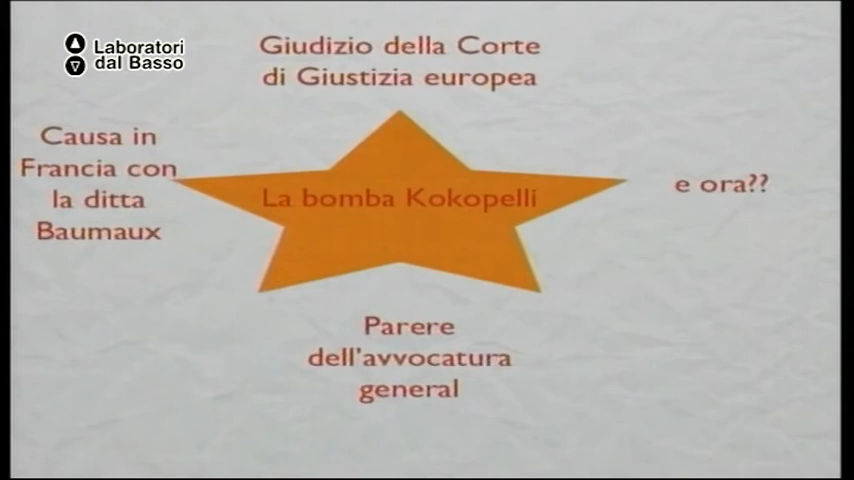 Laboratori
dal Basso
Giudizio della Corte
di Giustizia europea
Causa in
Francia con
la ditta
Baumaux
La bomba Kokopelli
e ora??
Parere
dell'avvocatura
general